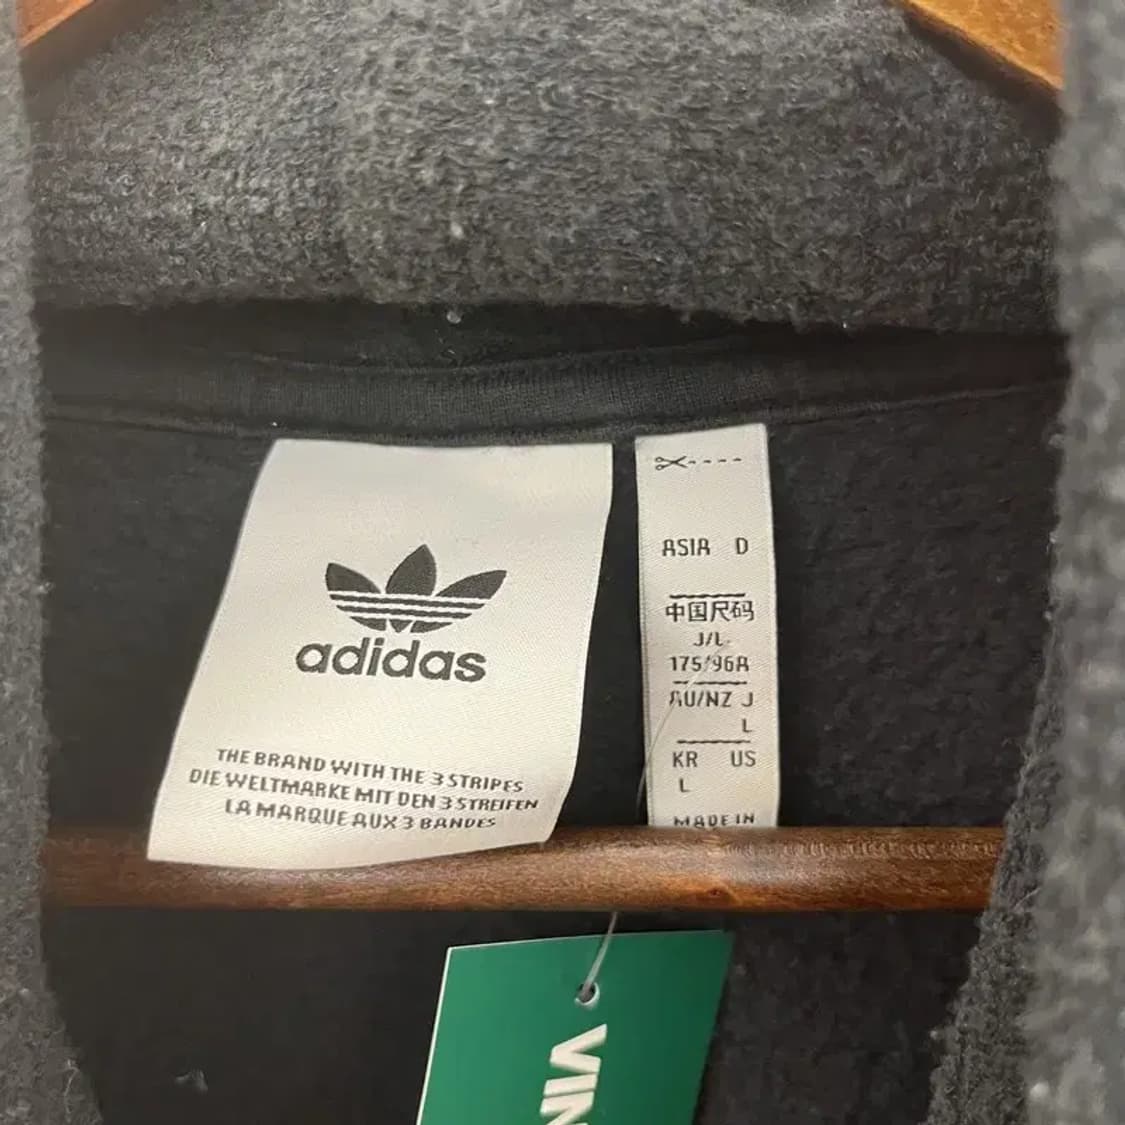 adidas
THE BRAND WITH THE 3 STRIPES
DIE WELTMARKE MIT DEN 3 STREIFEN
LA MARQUE AUX 3 BANDES
ASIA D
中国尺码
J/L
175/96A
AU/NZ J
L
KR US
L
MADE IN
VIN